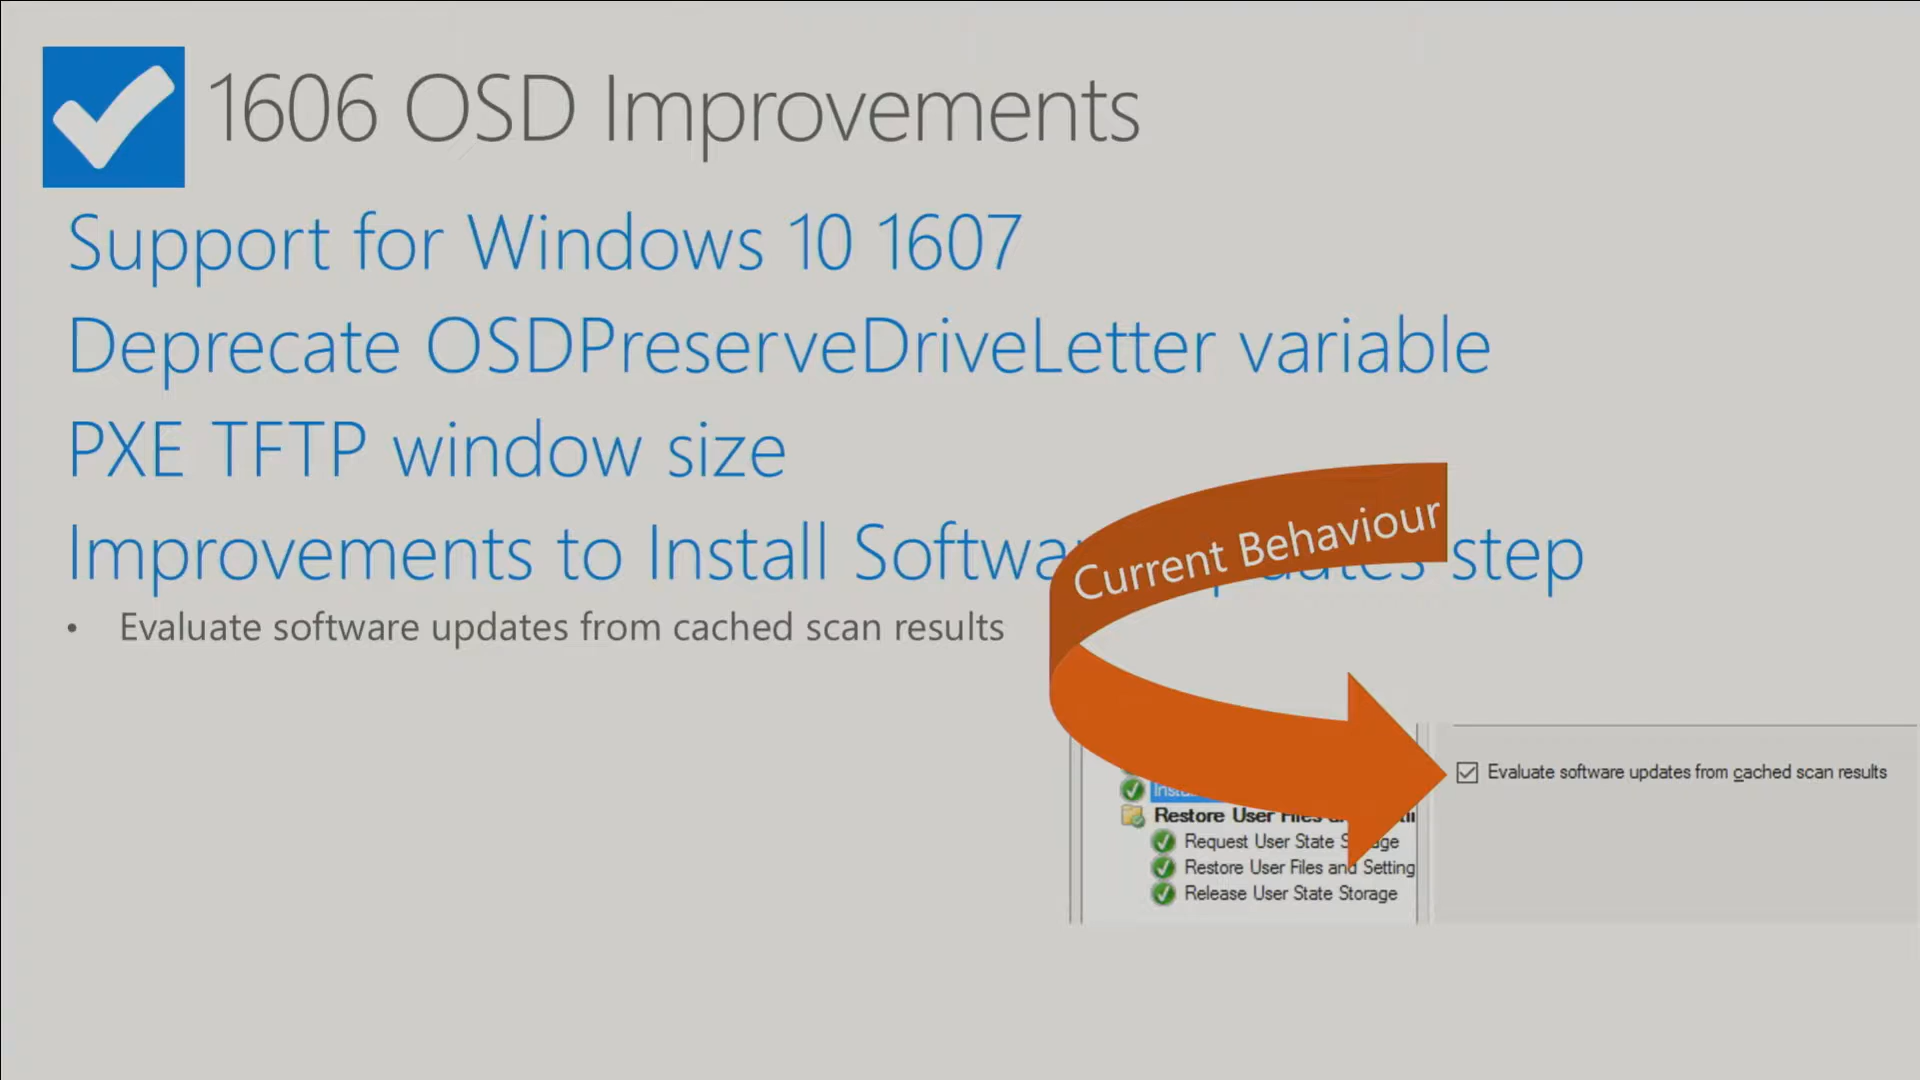 1606 OSD Improvements
Support for Windows 10 1607
Deprecate OSDPreserveDriveLetter variable
PXE TFTP window size
Improvements to Install step
Current Behaviour
• Evaluate software updates from cached scan results
Evaluate software updates from cached scan results
Restore User
Request User State
Restore User Files and Setting
Release User State Storage